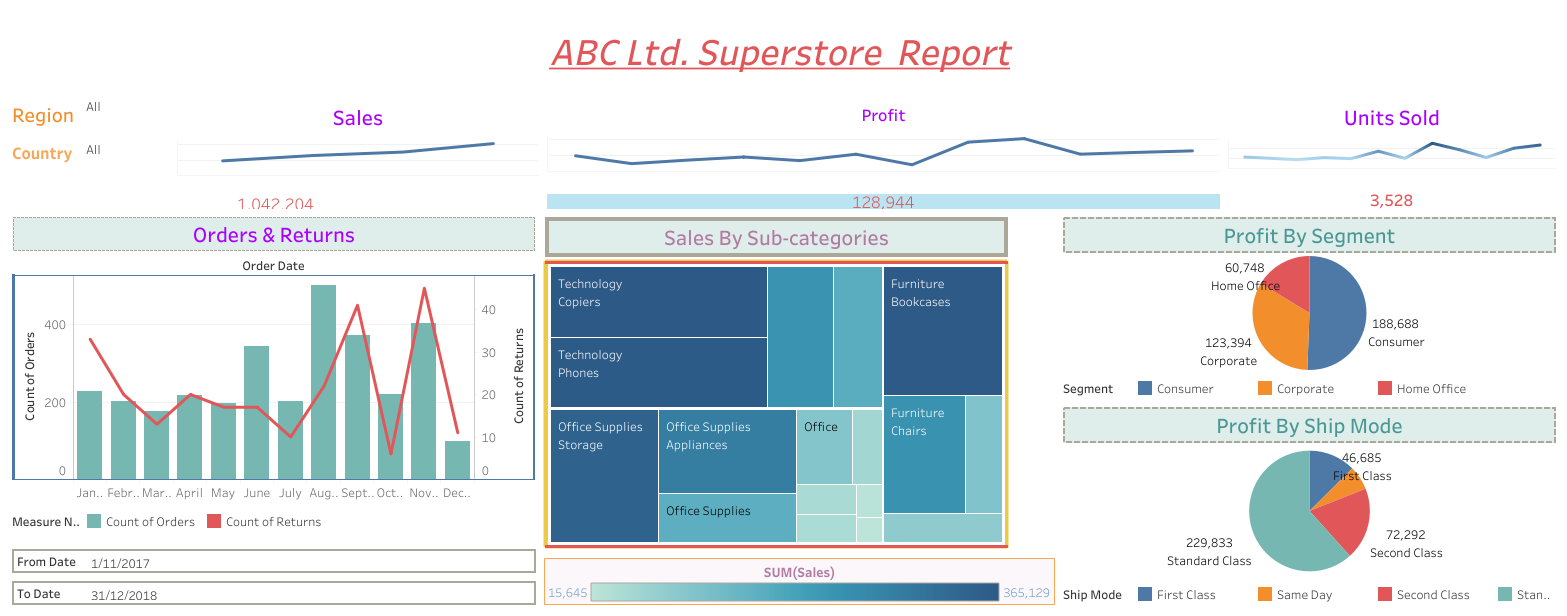 ABC Ltd. Superstore Report
Region
All
Country
All
Sales
1,042,204
Profit
128,944
Units Sold
3,528
Orders & Returns
Order Date
Count of Orders
400
200
0
40
30
20
10
0
Count of Returns
Jan.. Febr.. Mar.. April May June July Aug.. Sept.. Oct.. Nov.. Dec..
Measure N.. Count of Orders Count of Returns
From Date 1/11/2017
To Date 31/12/2018
Sales By Sub-categories
Technology
Copiers
Technology
Phones
Furniture
Bookcases
Furniture
Chairs
Office Supplies
Storage
Office Supplies
Appliances
Office
Office Supplies
SUM(Sales)
15,645 365,129
Profit By Segment
60,748
Home Office
123,394
Corporate
188,688
Consumer
Segment Consumer Corporate Home Office
Profit By Ship Mode
46,685
First Class
72,292
Second Class
229,833
Standard Class
Ship Mode First Class Same Day Second Class Stan..